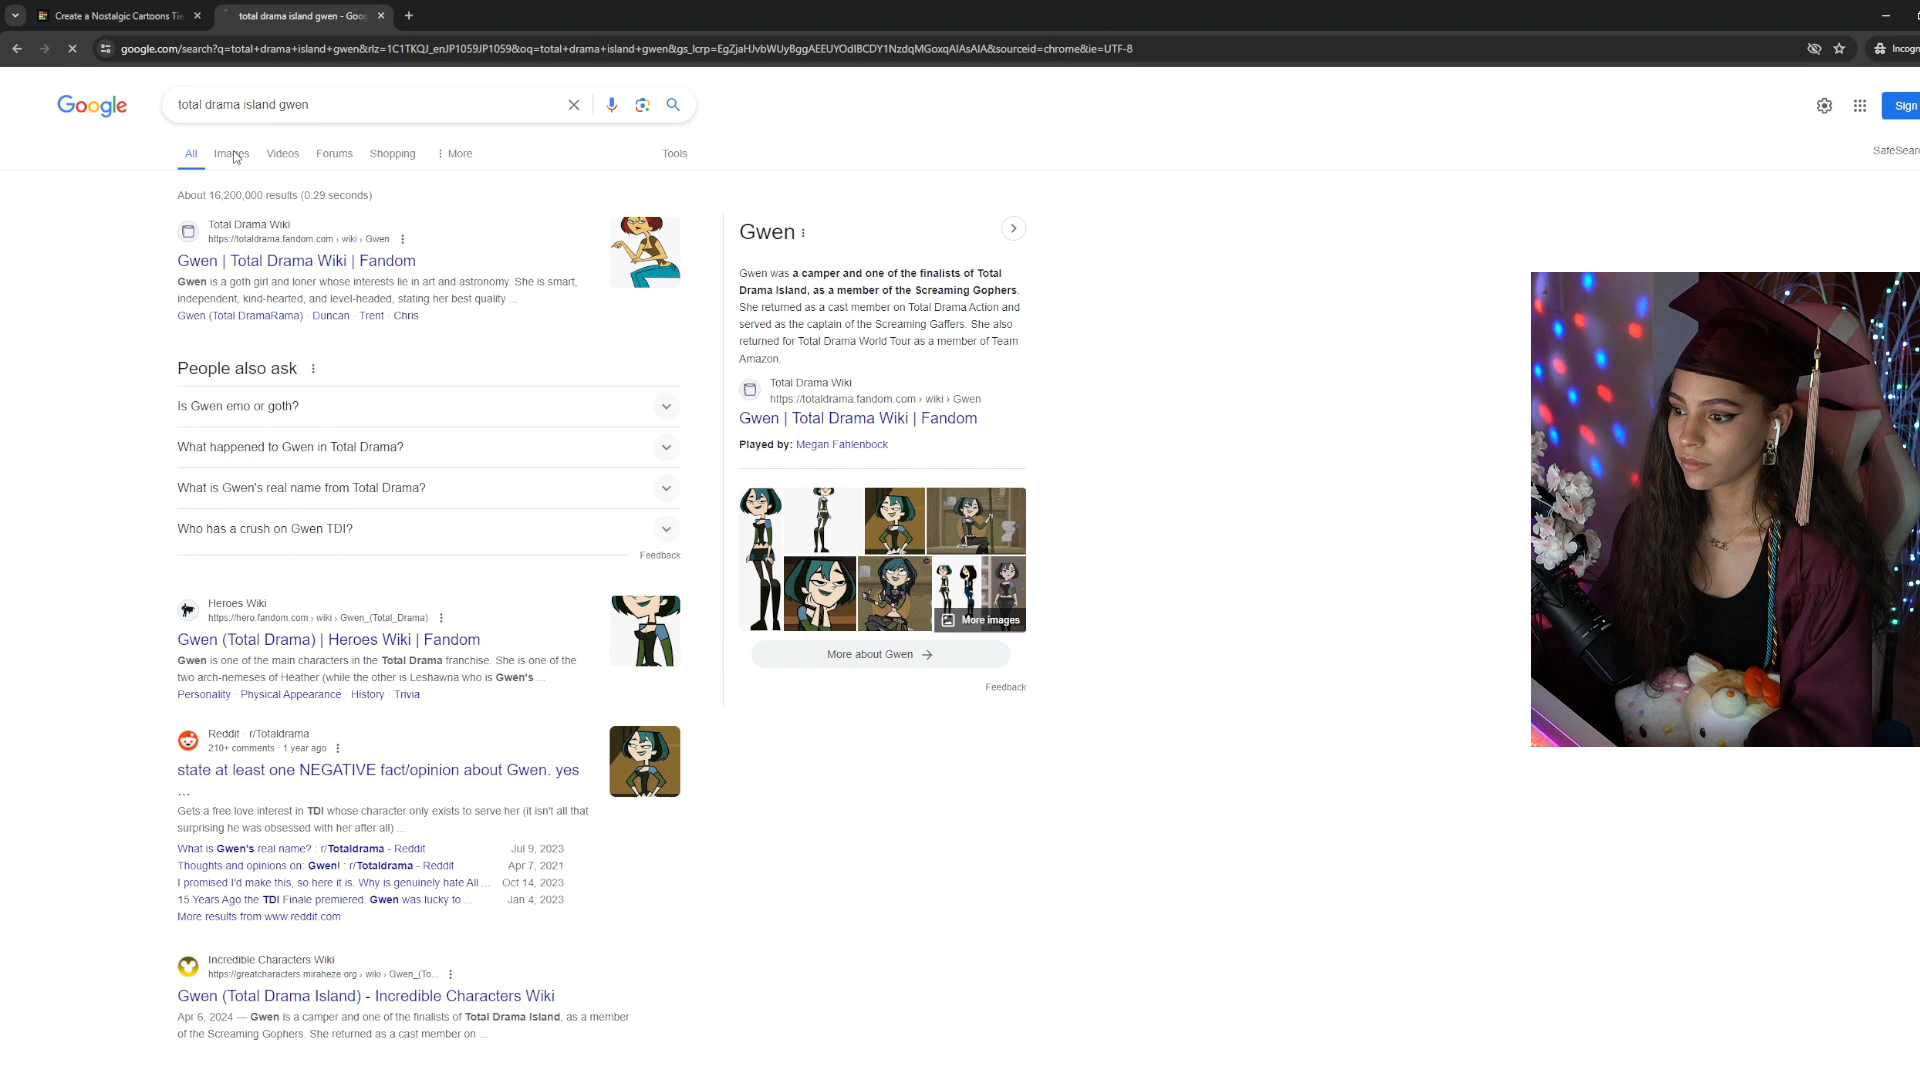 Create a Nostalgic Cartoons Tie
total drama island gwen - Goog
google.com/search?q=total+drama+island+gwen&rlz=1C1TKQJ_enJP1059JP1059&oq=total+drama+island+gwen&gs_lcrp=EgZjaHJvbWUyBggAEEUYOdIBCDY1NzdqMGoxqAIAsAIA&sourceid=chrome&ie=UTF-8
Incogn
Google
total drama island gwen
Sign
All
Images
Videos
Forums
Shopping
More
Tools
SafeSearc
About 16,200,000 results (0.29 seconds)
Total Drama Wiki
https://totaldrama.fandom.com › wiki › Gwen
Gwen | Total Drama Wiki | Fandom
Gwen is a goth girl and loner whose interests lie in art and astronomy. She is smart,
independent, kind-hearted, and level-headed, stating her best quality ...
Gwen (Total DramaRama) · Duncan · Trent · Chris
People also ask
Is Gwen emo or goth?
What happened to Gwen in Total Drama?
What is Gwen's real name from Total Drama?
Who has a crush on Gwen TDI?
Feedback
Heroes Wiki
https://hero.fandom.com › wiki › Gwen_(Total_Drama)
Gwen (Total Drama) | Heroes Wiki | Fandom
Gwen is one of the main characters in the Total Drama franchise. She is one of the
two arch-nemeses of Heather (while the other is Leshawna who is Gwen's ...
Personality · Physical Appearance · History · Trivia
Reddit · r/Totaldrama
210+ comments · 1 year ago
state at least one NEGATIVE fact/opinion about Gwen. yes
...
Gets a free love interest in TDI whose character only exists to serve her (it isn't all that
surprising he was obsessed with her after all) ...
What is Gwen's real name? : r/Totaldrama - Reddit Jul 9, 2023
Thoughts and opinions on: Gwen! : r/Totaldrama - Reddit Apr 7, 2021
I promised I'd make this, so here it is. Why is genuinely hate All ... Oct 14, 2023
15 Years Ago the TDI Finale premiered. Gwen was lucky to ... Jan 4, 2023
More results from www.reddit.com
Incredible Characters Wiki
https://greatcharacters.miraheze.org › wiki › Gwen_(To...
Gwen (Total Drama Island) - Incredible Characters Wiki
Apr 6, 2024 — Gwen is a camper and one of the finalists of Total Drama Island, as a member
of the Screaming Gophers. She returned as a cast member on ...
Gwen
Gwen was a camper and one of the finalists of Total
Drama Island, as a member of the Screaming Gophers.
She returned as a cast member on Total Drama Action and
served as the captain of the Screaming Gaffers. She also
returned for Total Drama World Tour as a member of Team
Amazon.
Total Drama Wiki
https://totaldrama.fandom.com › wiki › Gwen
Gwen | Total Drama Wiki | Fandom
Played by: Megan Fahlenbock
More images
More about Gwen
Feedback